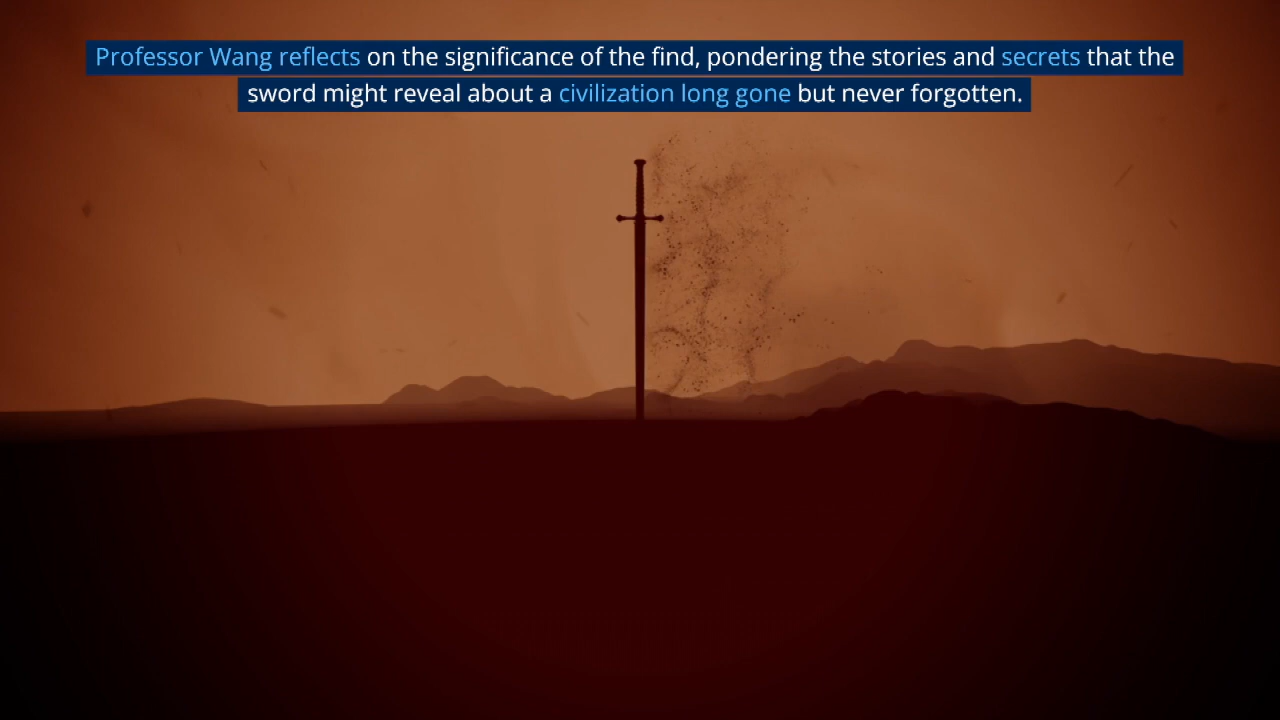 Professor Wang reflects on the significance of the find, pondering the stories and secrets that the
sword might reveal about a civilization long gone but never forgotten.